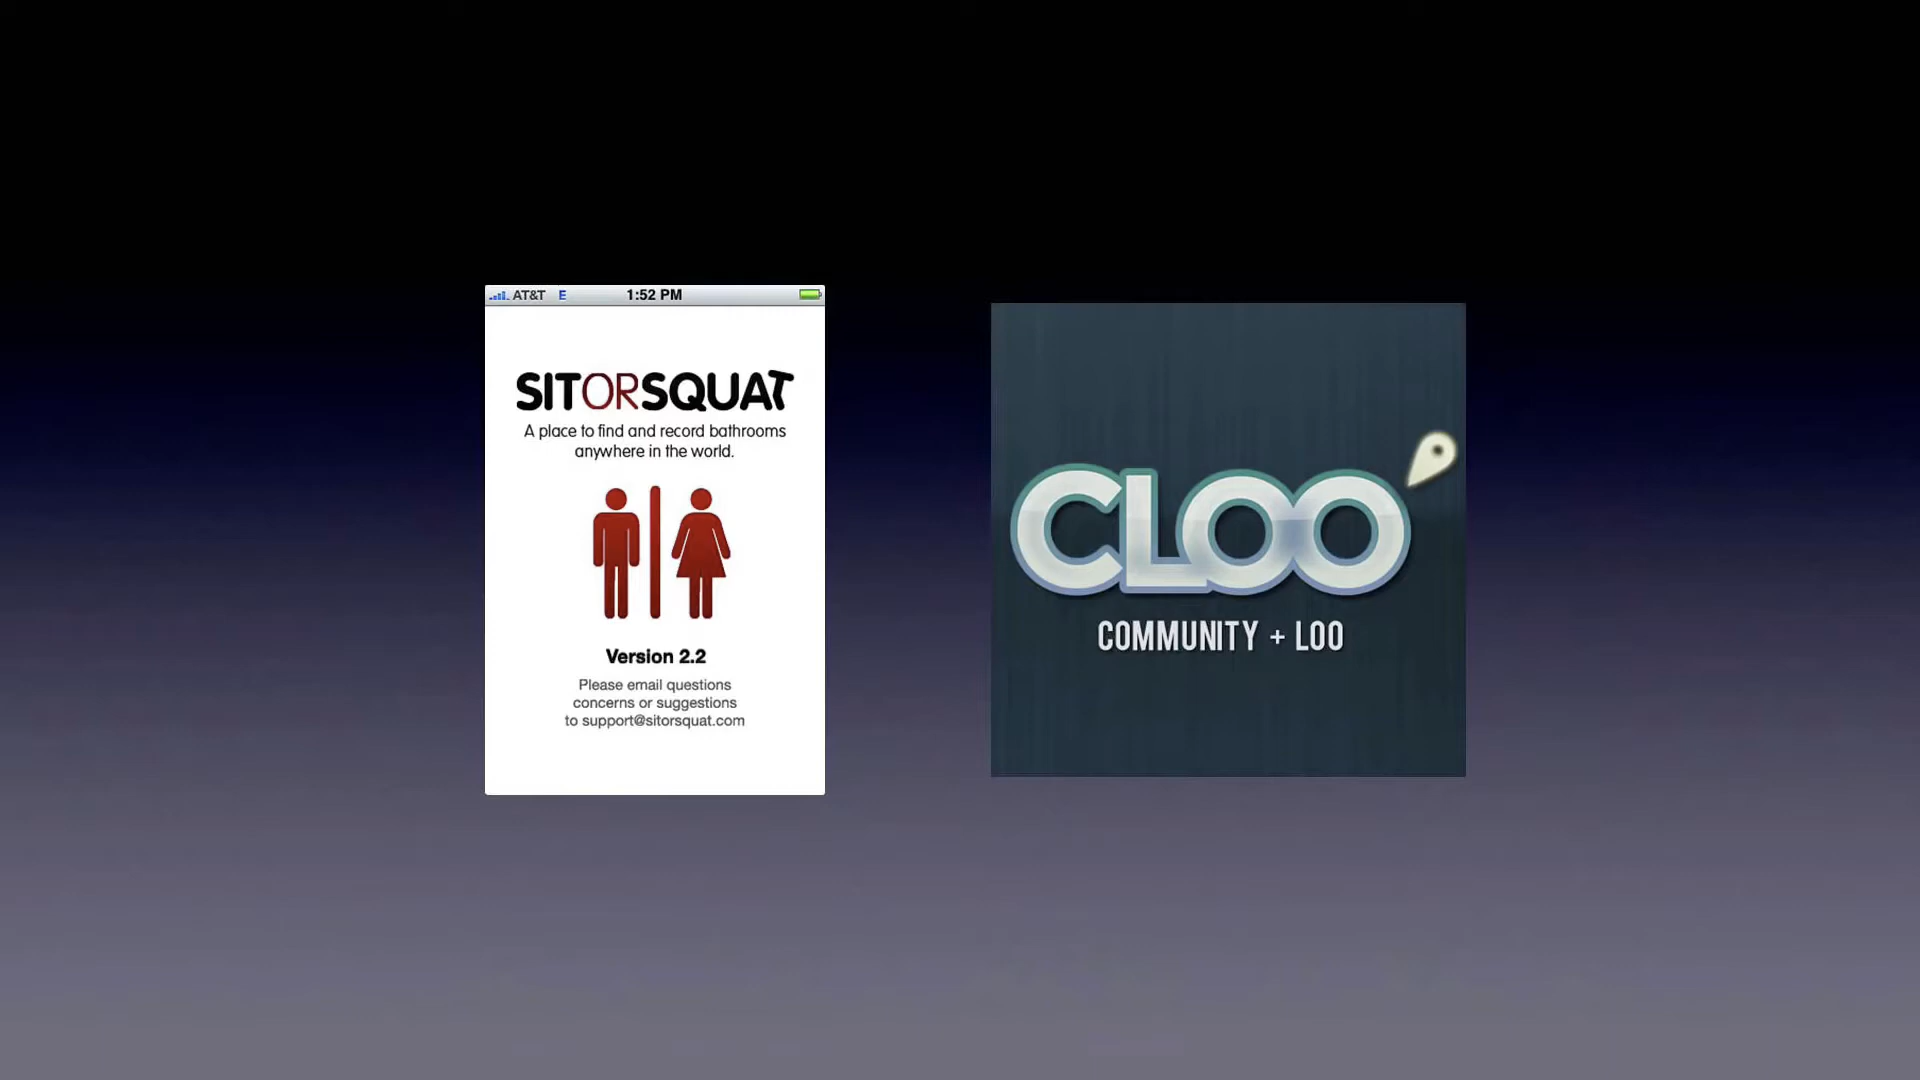 AT&T E 1:52 PM
SITORSQUAT
A place to find and record bathrooms
anywhere in the world.
Version 2.2
Please email questions
concerns or suggestions
to support@sitorsquat.com
CLOO
COMMUNITY + LOO